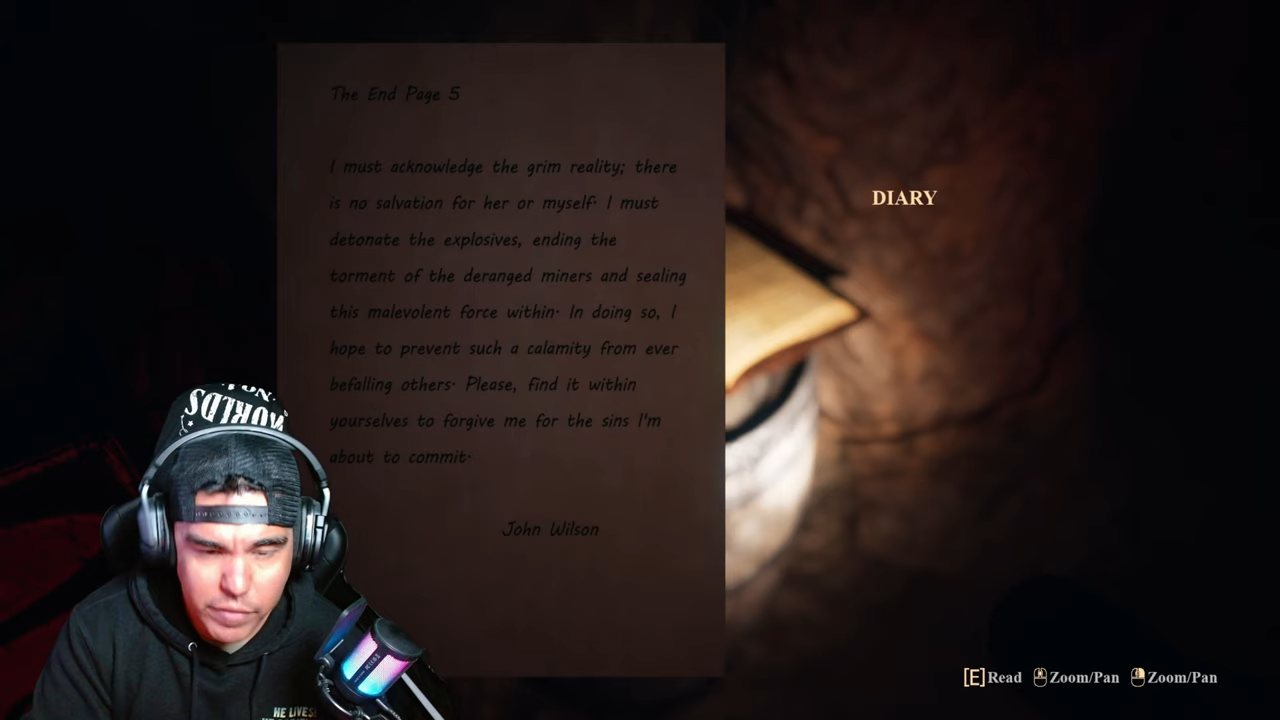 The End Page 5
I must acknowledge the grim reality; there
is no salvation for her or myself. I must
detonate the explosives, ending the
torment of the deranged miners and sealing
this malevolent force within. In doing so, I
hope to prevent such a calamity from ever
befalling others. Please, find it within
yourselves to forgive me for the sins I'm
about to commit.
John Wilson
DIARY
WORLDS
HE LIVES
[E] Read Zoom/Pan Zoom/Pan